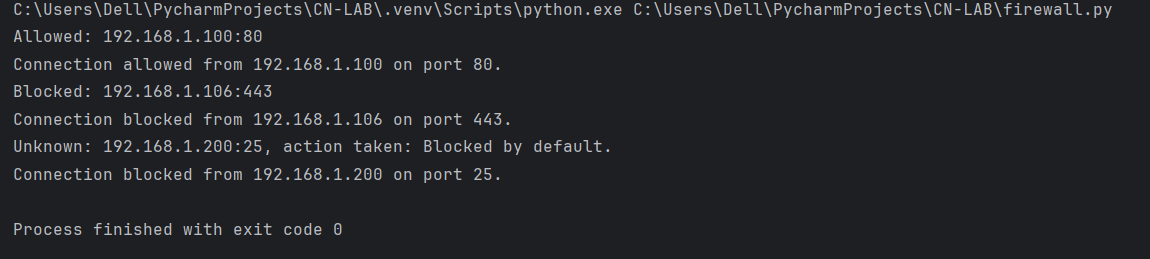 C:\Users\Dell\PycharmProjects\CN-LAB\.venv\Scripts\python.exe C:\Users\Dell\PycharmProjects\CN-LAB\firewall.py
Allowed: 192.168.1.100:80
Connection allowed from 192.168.1.100 on port 80.
Blocked: 192.168.1.106:443
Connection blocked from 192.168.1.106 on port 443.
Unknown: 192.168.1.200:25, action taken: Blocked by default.
Connection blocked from 192.168.1.200 on port 25.
Process finished with exit code 0